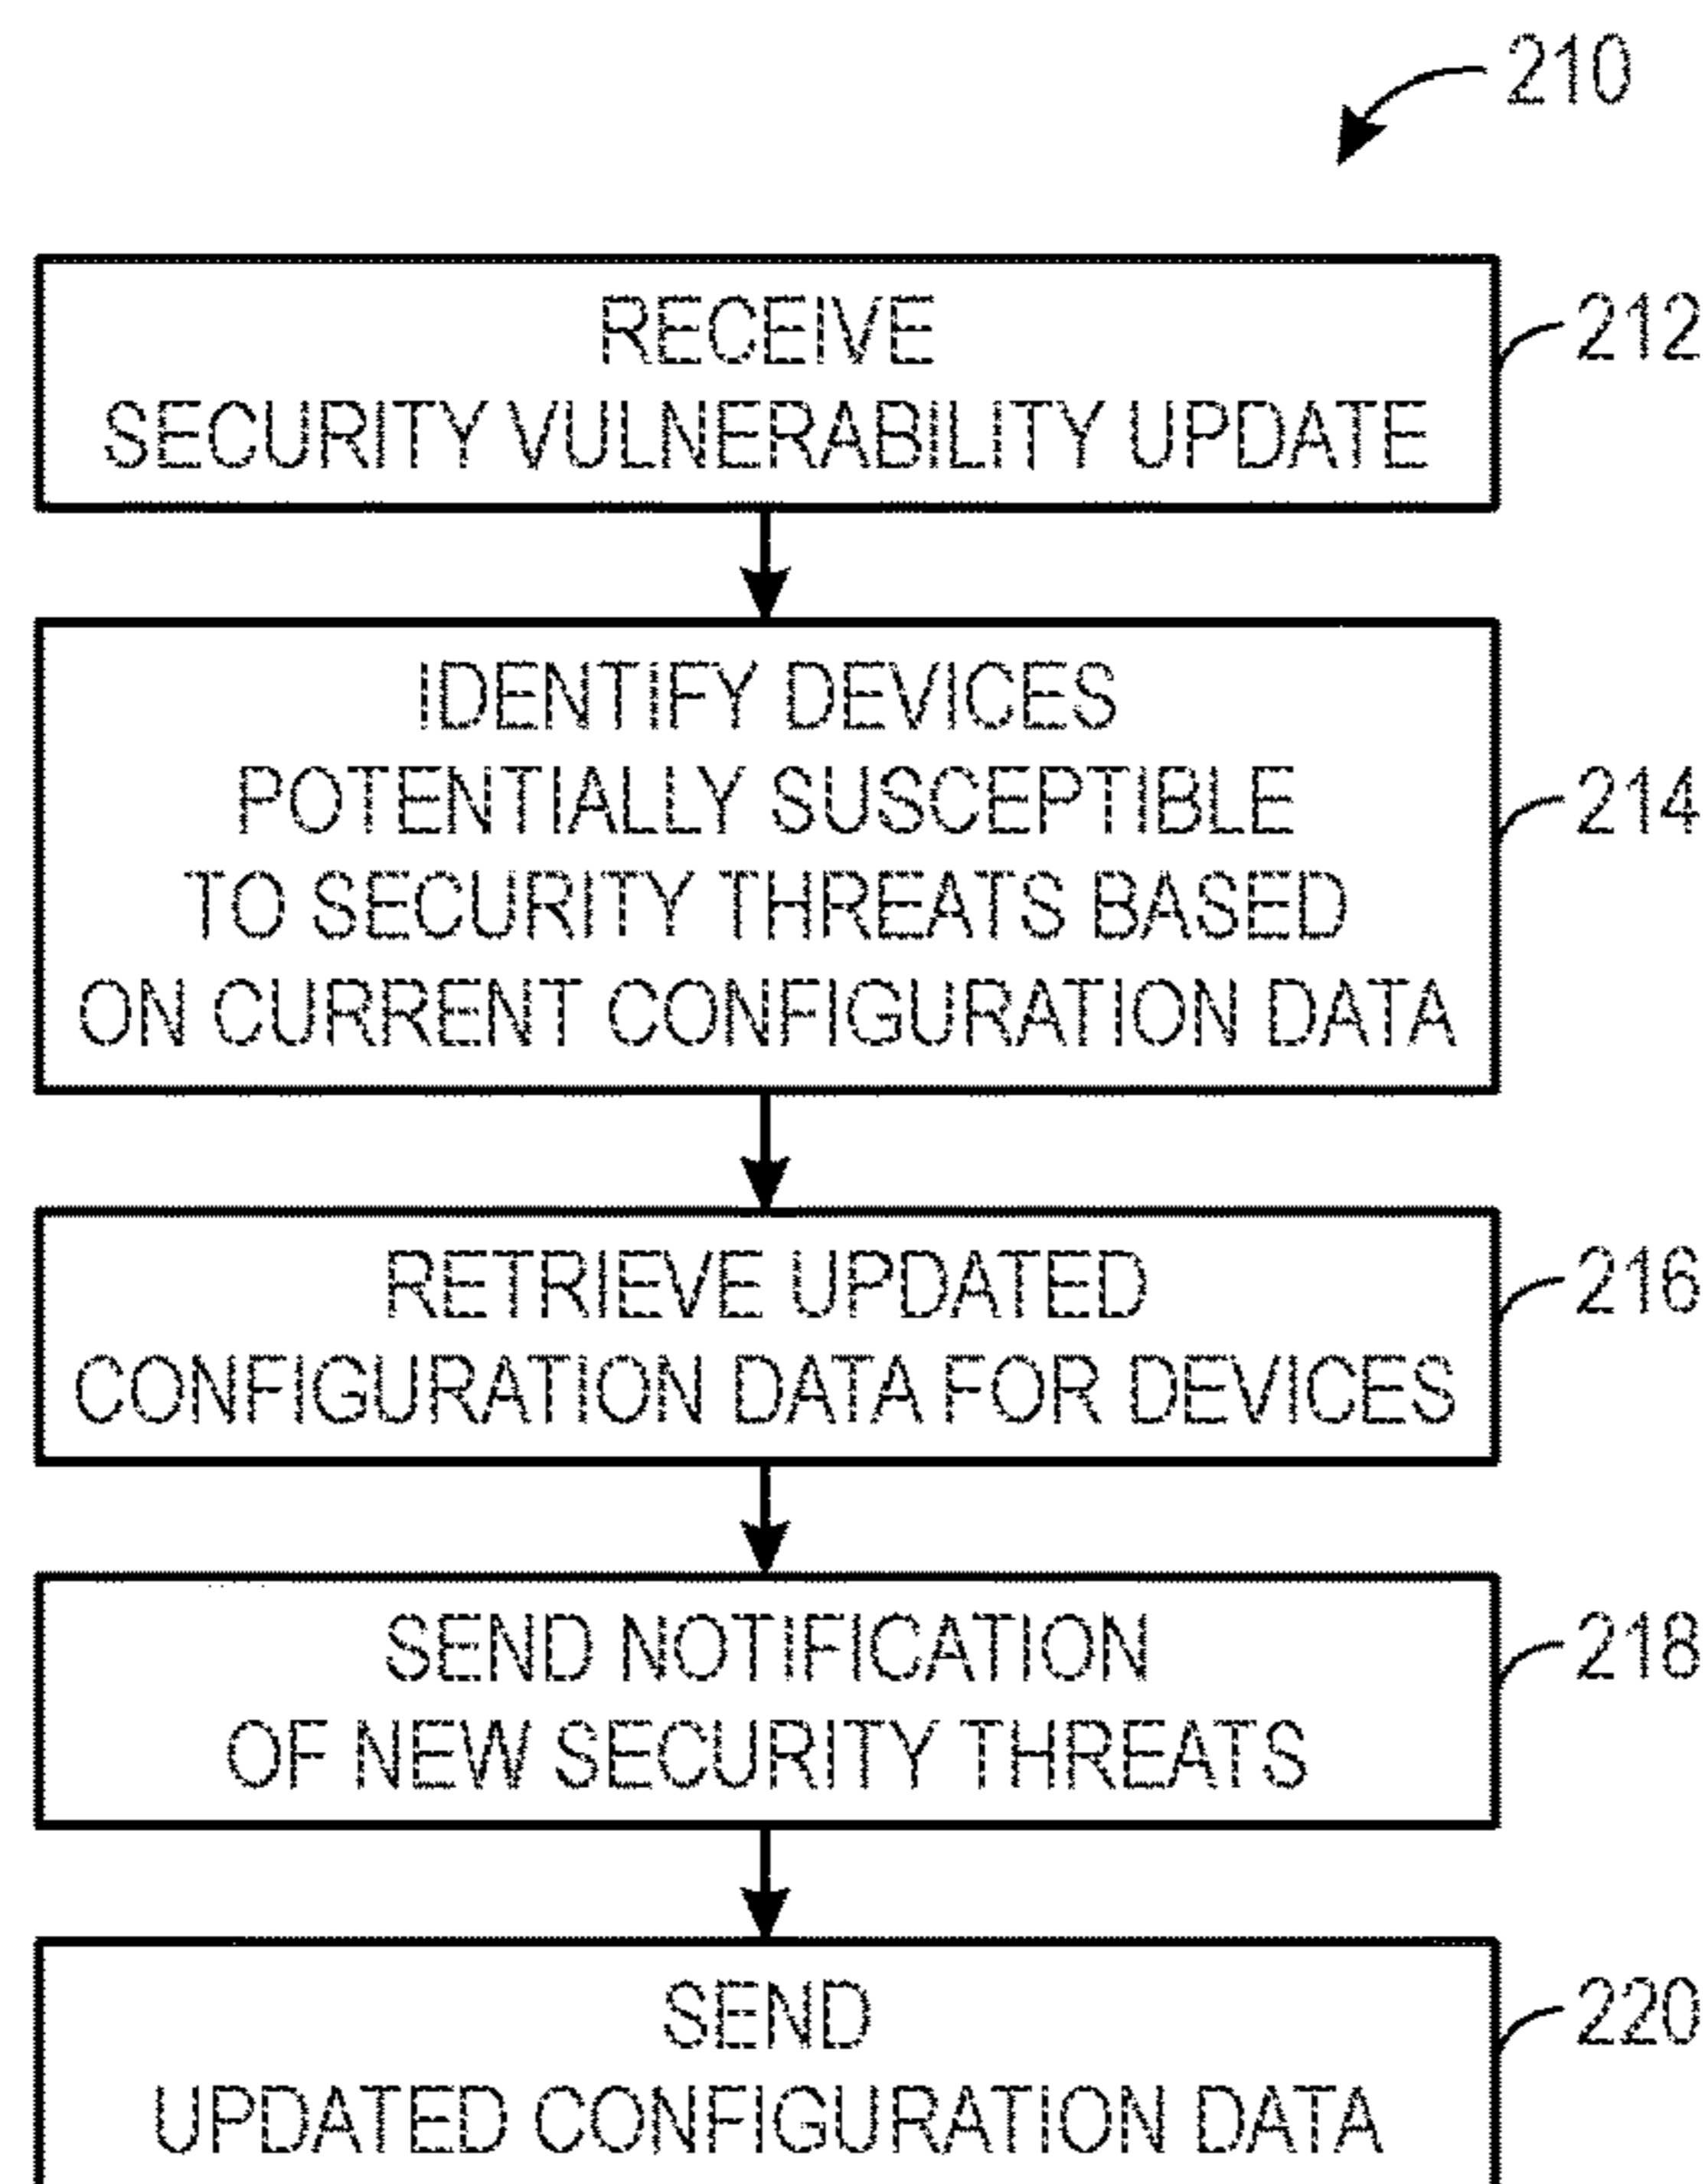 210
RECEIVE
SECURITY VULNERABILITY UPDATE
212
IDENTIFY DEVICES
POTENTIALLY SUSCEPTIBLE
TO SECURITY THREATS BASED
ON CURRENT CONFIGURATION DATA
214
RETRIEVE UPDATED
CONFIGURATION DATA FOR DEVICES
216
SEND NOTIFICATION
OF NEW SECURITY THREATS
218
SEND
UPDATED CONFIGURATION DATA
220